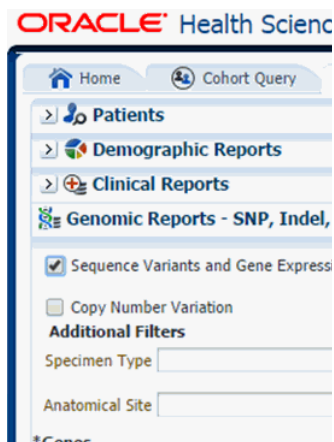 ORACLE Health Scienc
Home Cohort Query
Patients
Demographic Reports
Clinical Reports
Genomic Reports - SNP, Indel,
Sequence Variants and Gene Expressi
Copy Number Variation
Additional Filters
Specimen Type
Anatomical Site
*Genes